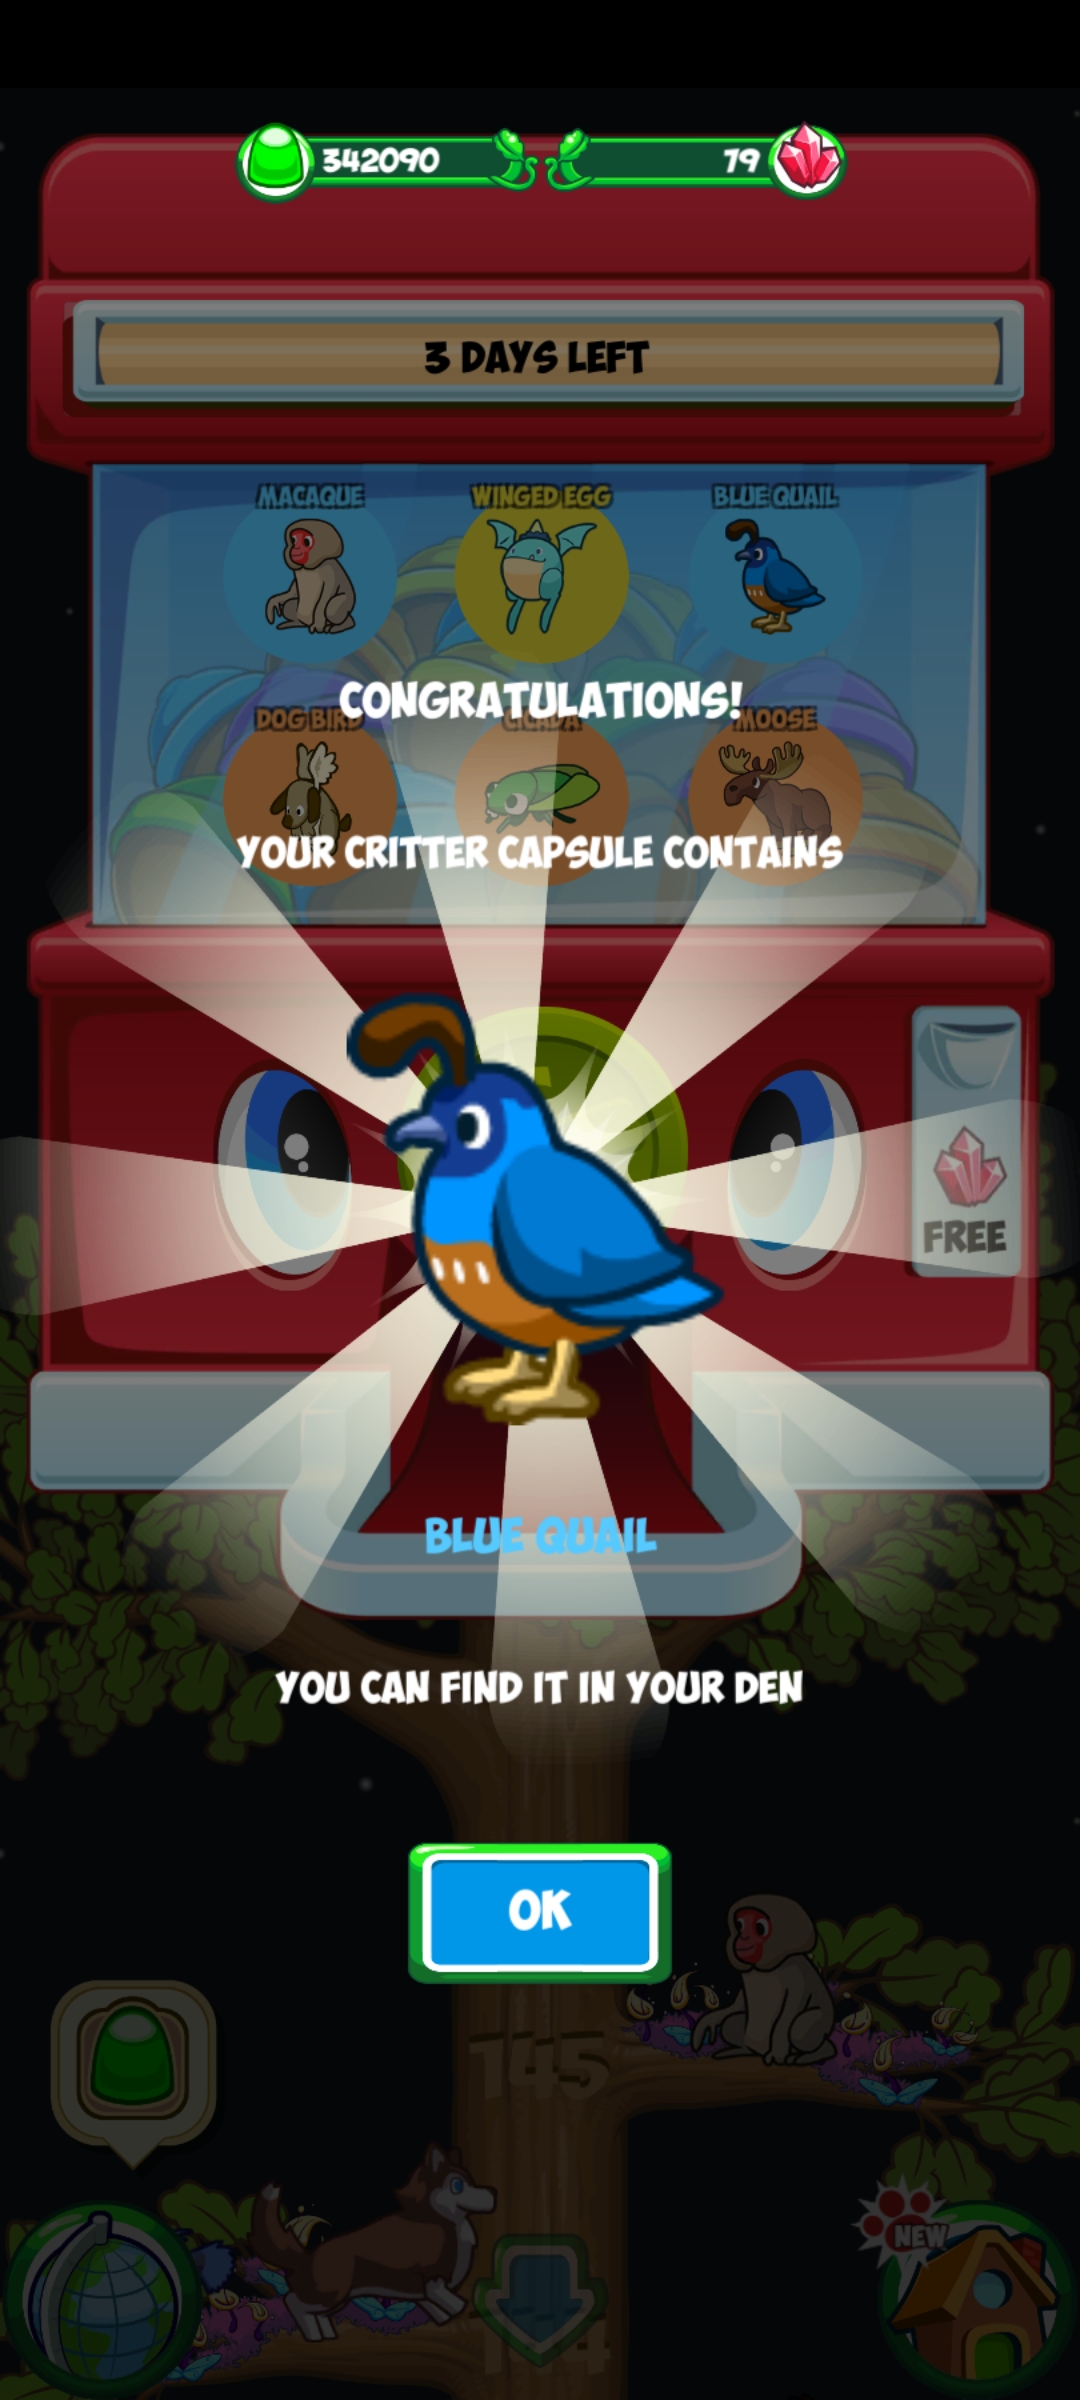 342090
79
3 DAYS LEFT
MACAQUE
WINGED EGG
BLUE QUAIL
CONGRATULATIONS!
DOG BIRD
CICADA
MOOSE
YOUR CRITTER CAPSULE CONTAINS
FREE
BLUE QUAIL
YOU CAN FIND IT IN YOUR DEN
OK
145
NEW
144